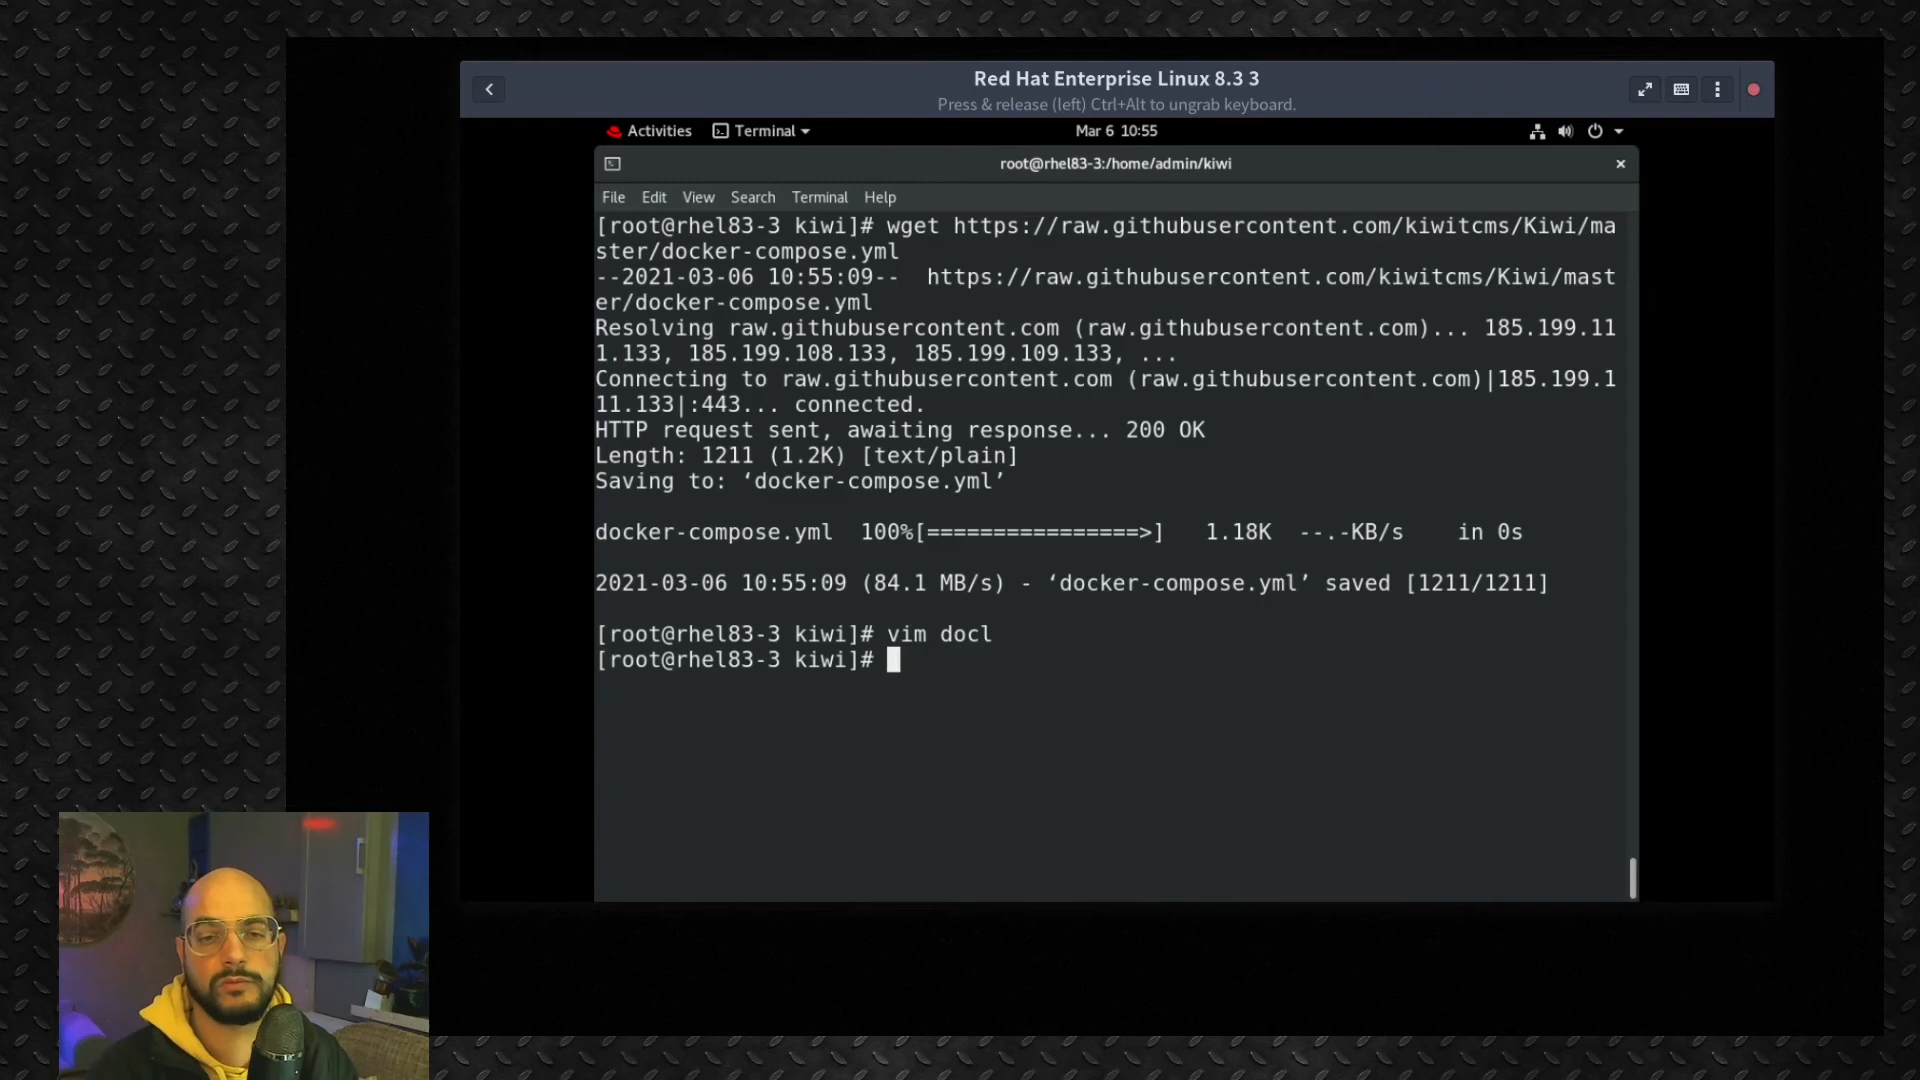 Red Hat Enterprise Linux 8.3 3
Press & release (left) Ctrl+Alt to ungrab keyboard.
Activities Terminal Mar 6 10:55
root@rhel83-3:/home/admin/kiwi
File Edit View Search Terminal Help
[root@rhel83-3 kiwi]# wget https://raw.githubusercontent.com/kiwitcms/Kiwi/ma
ster/docker-compose.yml
--2021-03-06 10:55:09--  https://raw.githubusercontent.com/kiwitcms/Kiwi/mast
er/docker-compose.yml
Resolving raw.githubusercontent.com (raw.githubusercontent.com)... 185.199.11
1.133, 185.199.108.133, 185.199.109.133, ...
Connecting to raw.githubusercontent.com (raw.githubusercontent.com)|185.199.1
11.133|:443... connected.
HTTP request sent, awaiting response... 200 OK
Length: 1211 (1.2K) [text/plain]
Saving to: ‘docker-compose.yml’
docker-compose.yml  100%[================>]   1.18K  --.-KB/s    in 0s
2021-03-06 10:55:09 (84.1 MB/s) - ‘docker-compose.yml’ saved [1211/1211]
[root@rhel83-3 kiwi]# vim docl
[root@rhel83-3 kiwi]#